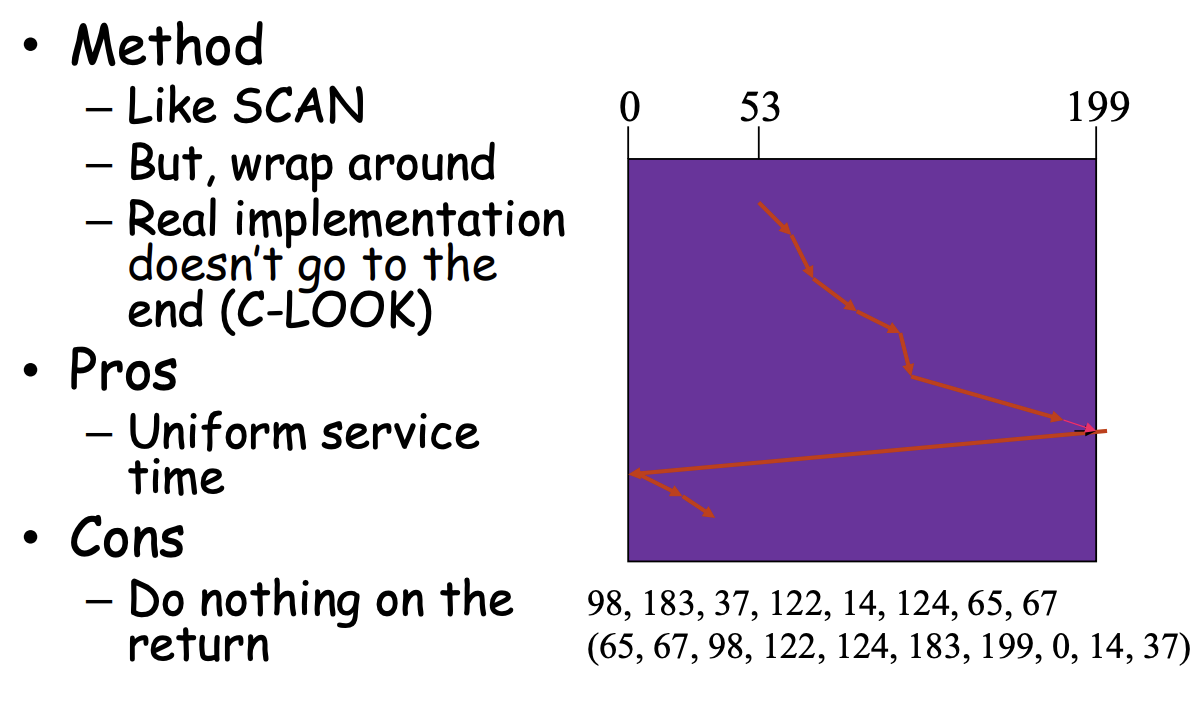 • Method
– Like SCAN
– But, wrap around
– Real implementation
doesn’t go to the
end (C-LOOK)
• Pros
– Uniform service
time
• Cons
– Do nothing on the
return
0 53 199
98, 183, 37, 122, 14, 124, 65, 67
(65, 67, 98, 122, 124, 183, 199, 0, 14, 37)